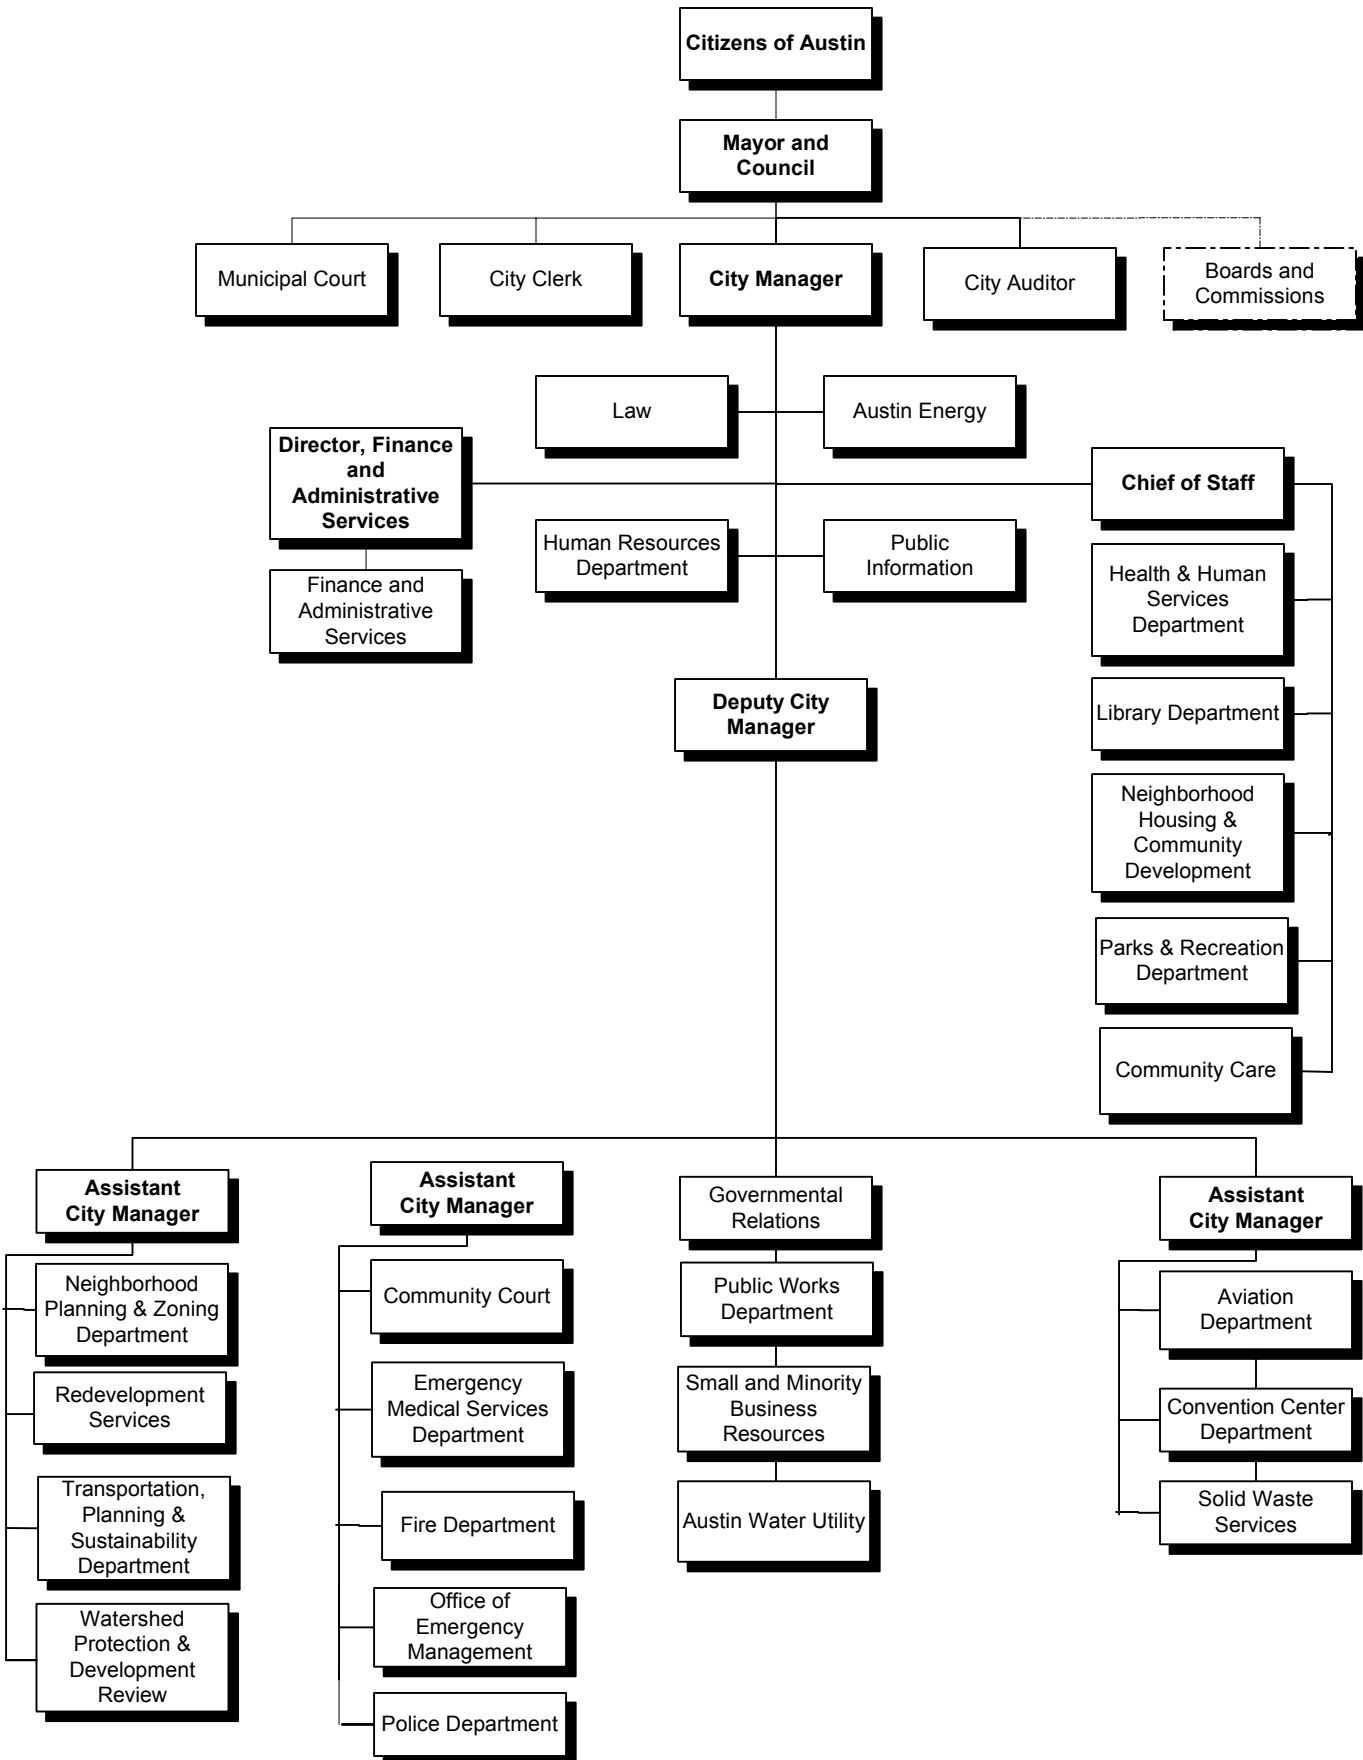 Citizens of Austin
Mayor and
Council
Municipal Court
City Clerk
City Manager
City Auditor
Boards and
Commissions
Law
Austin Energy
Director, Finance
and
Administrative
Services
Chief of Staff
Human Resources
Department
Public
Information
Finance and
Administrative
Services
Health & Human
Services
Department
Library Department
Neighborhood
Housing &
Community
Development
Parks & Recreation
Department
Community Care
Deputy City
Manager
Assistant
City Manager
Neighborhood
Planning & Zoning
Department
Redevelopment
Services
Transportation,
Planning &
Sustainability
Department
Watershed
Protection &
Development
Review
Assistant
City Manager
Community Court
Emergency
Medical Services
Department
Fire Department
Office of
Emergency
Management
Police Department
Governmental
Relations
Public Works
Department
Small and Minority
Business
Resources
Austin Water Utility
Assistant
City Manager
Aviation
Department
Convention Center
Department
Solid Waste
Services